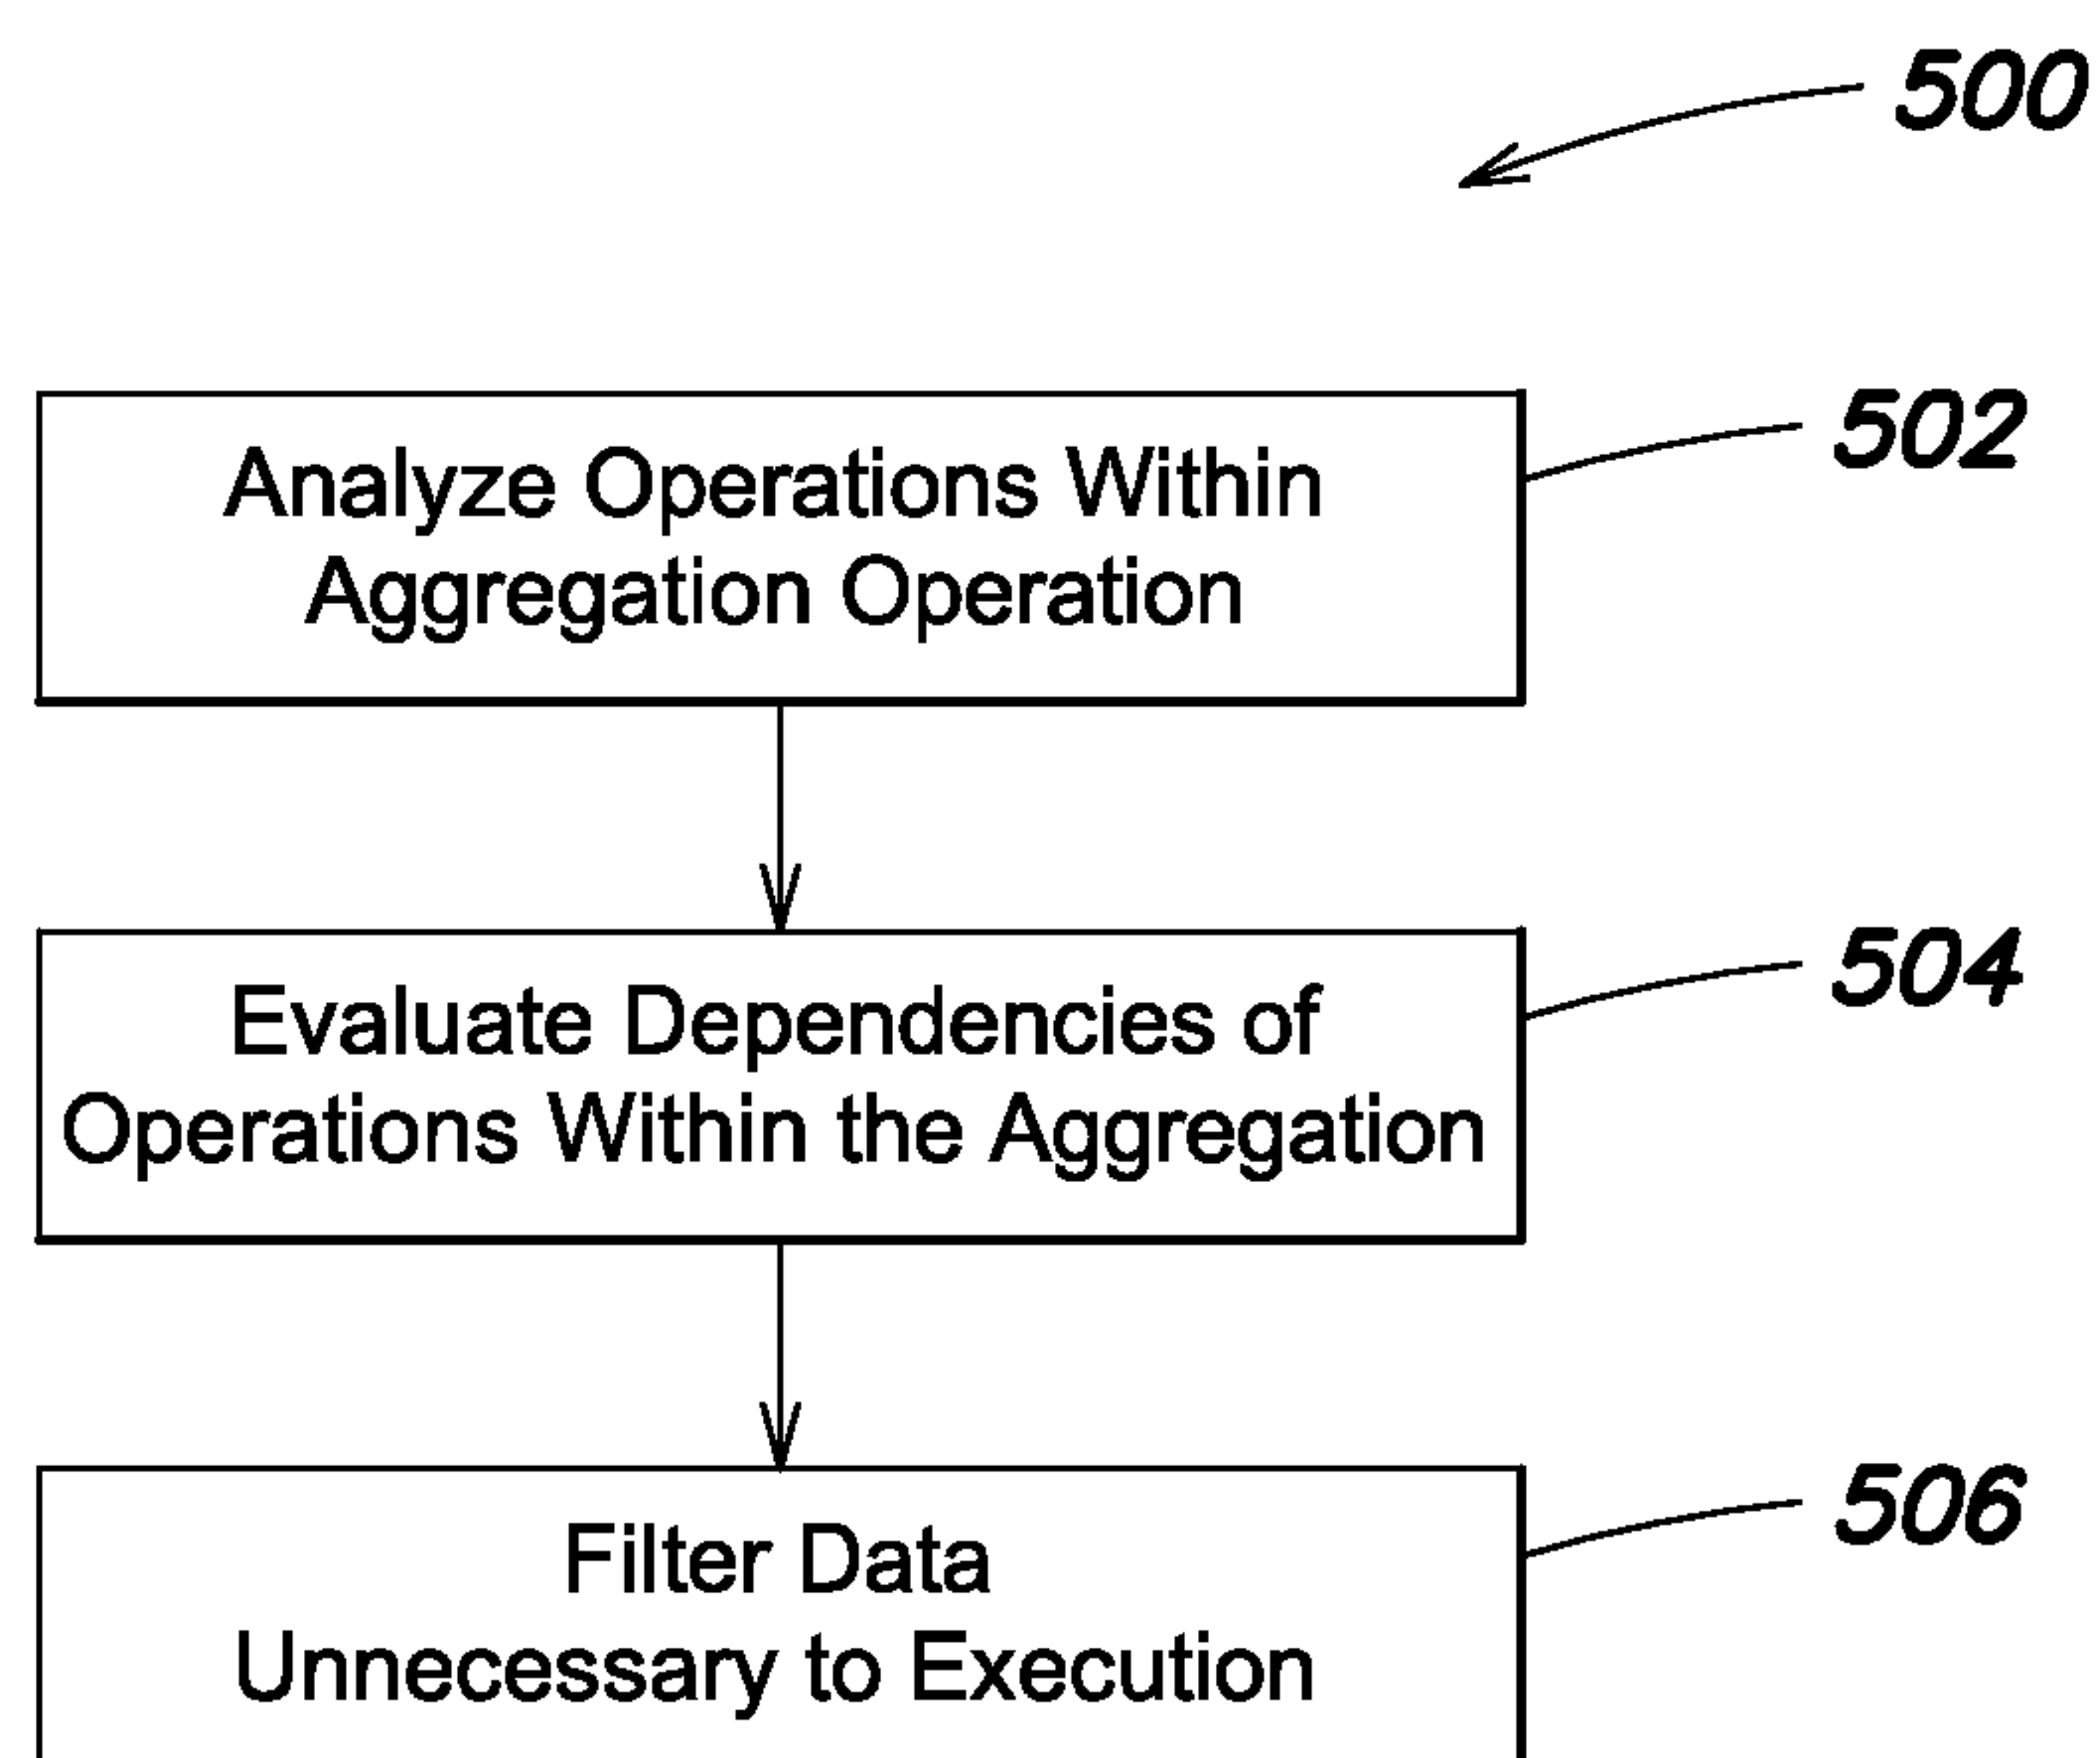 500
502
Analyze Operations Within
Aggregation Operation
504
Evaluate Dependencies of
Operations Within the Aggregation
506
Filter Data
Unnecessary to Execution